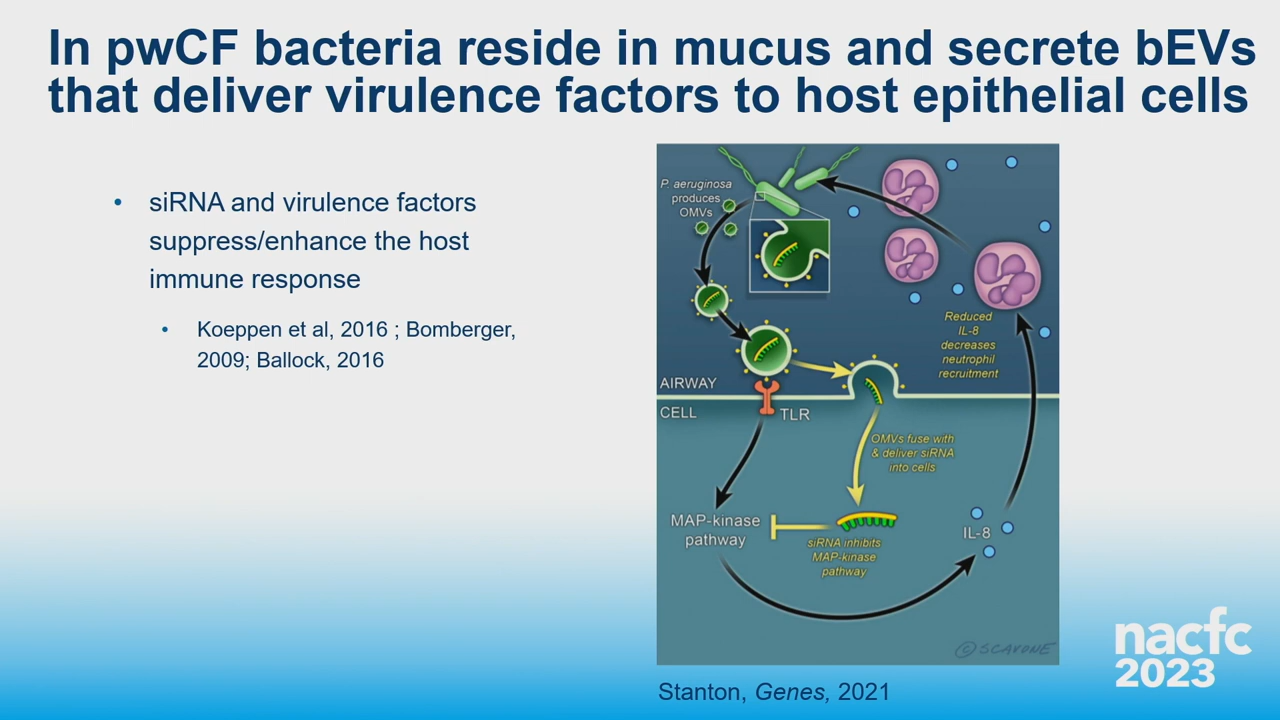 In pwCF bacteria reside in mucus and secrete bEVs
that deliver virulence factors to host epithelial cells
• siRNA and virulence factors
suppress/enhance the host
immune response
• Koeppen et al, 2016 ; Bomberger,
2009; Ballock, 2016
P. aeruginosa
produces
OMVs
Reduced
IL-8
decreases
neutrophil
recruitment
AIRWAY
CELL
TLR
OMVs fuse with
& deliver siRNA
into cells
MAP-kinase
pathway
siRNA inhibits
MAP-kinase
pathway
IL-8
© SCAVONE
Stanton, Genes, 2021
nacfc
2023